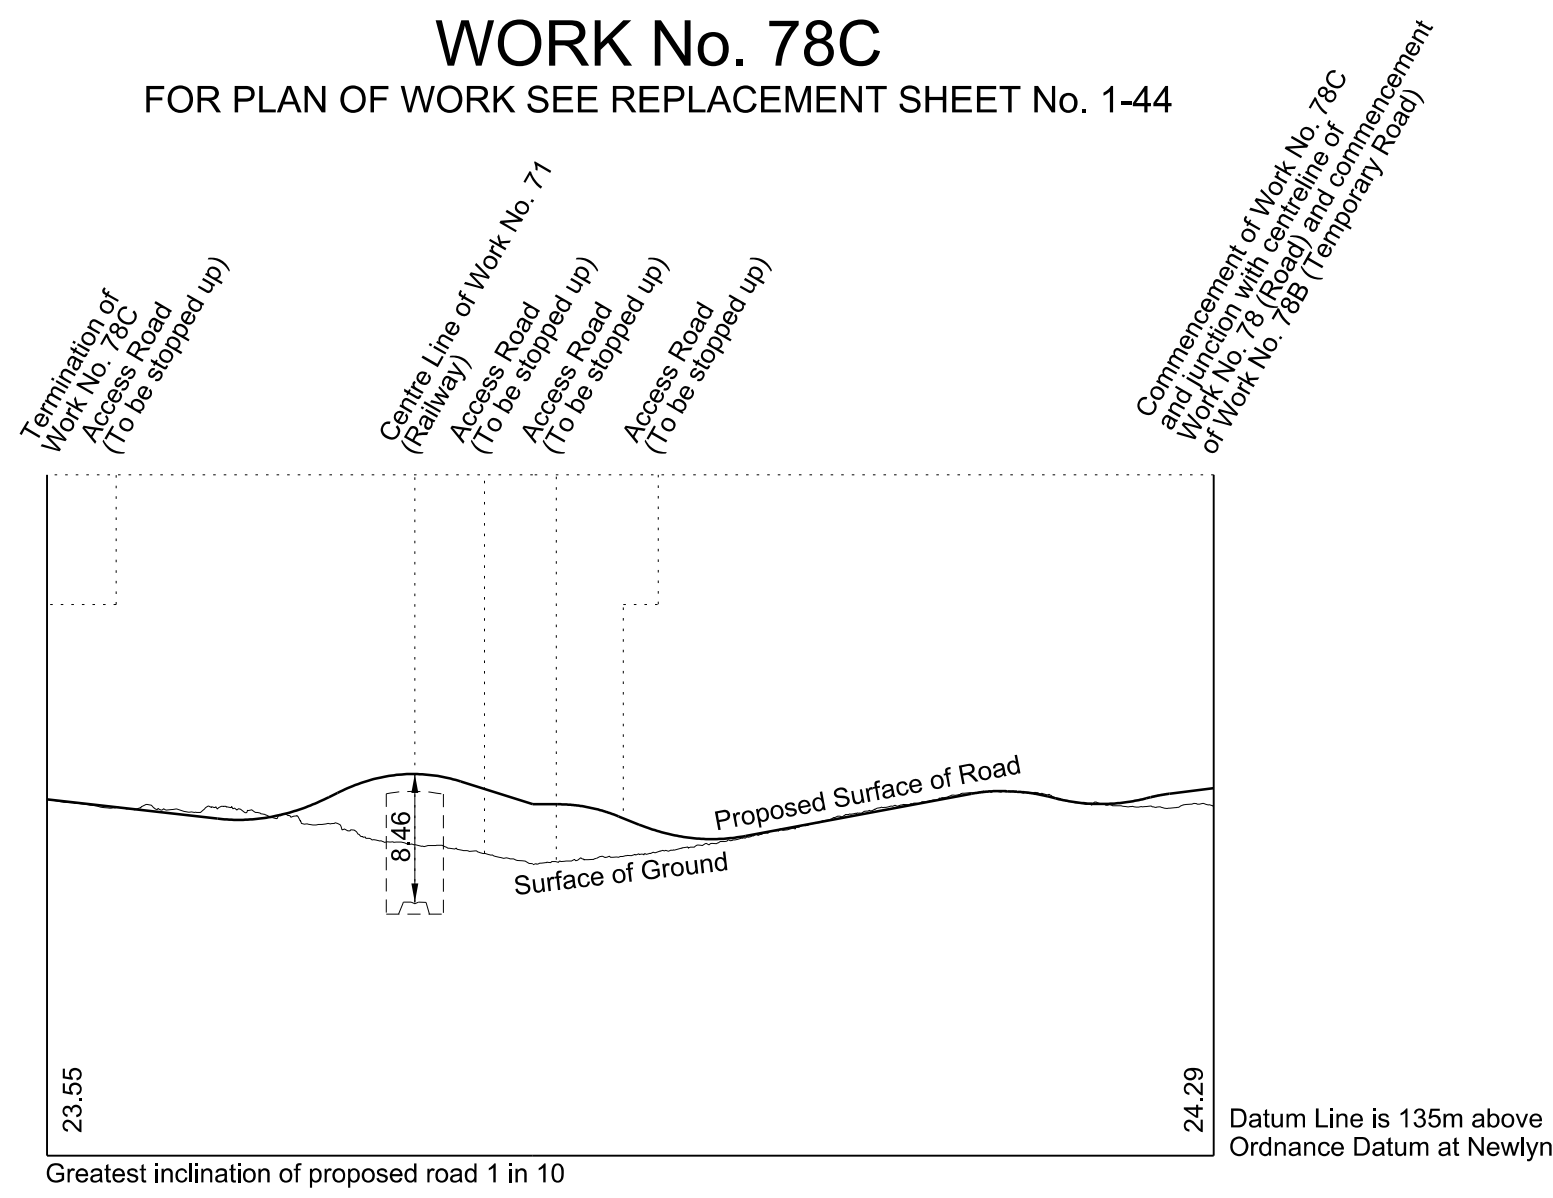 WORK No. 78C
FOR PLAN OF WORK SEE REPLACEMENT SHEET No. 1-44
Termination of
Work No. 78C
Access Road
(To be stopped up)
Centre Line of Work No. 71
(Railway)
Access Road
(To be stopped up)
Access Road
(To be stopped up)
Access Road
(To be stopped up)
Commencement of Work No. 78C
and junction with centreline of
Work No. 78 (Road) and commencement
of Work No. 78B (Temporary Road)
Proposed Surface of Road
8.46
Surface of Ground
23.55
24.29
Datum Line is 135m above
Ordnance Datum at Newlyn
Greatest inclination of proposed road 1 in 10